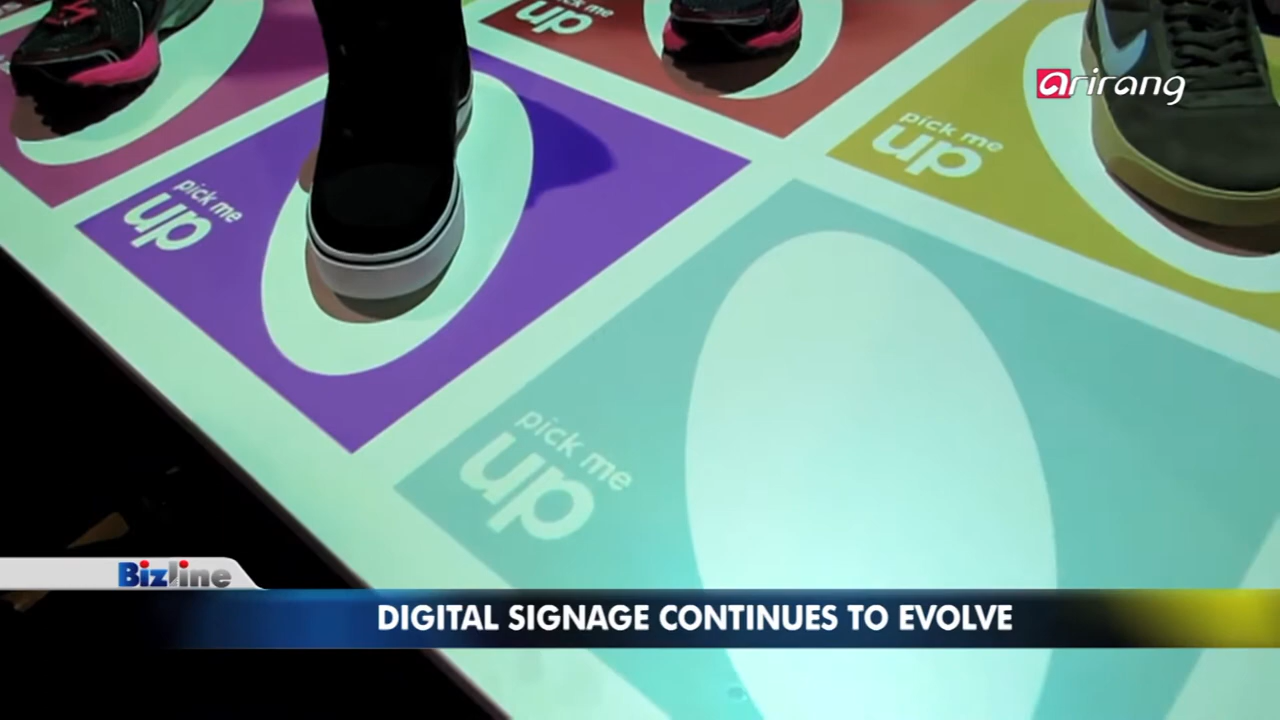 pick me
up
arirang
pick me
up
pick me
up
pick me
up
Bizline
DIGITAL SIGNAGE CONTINUES TO EVOLVE